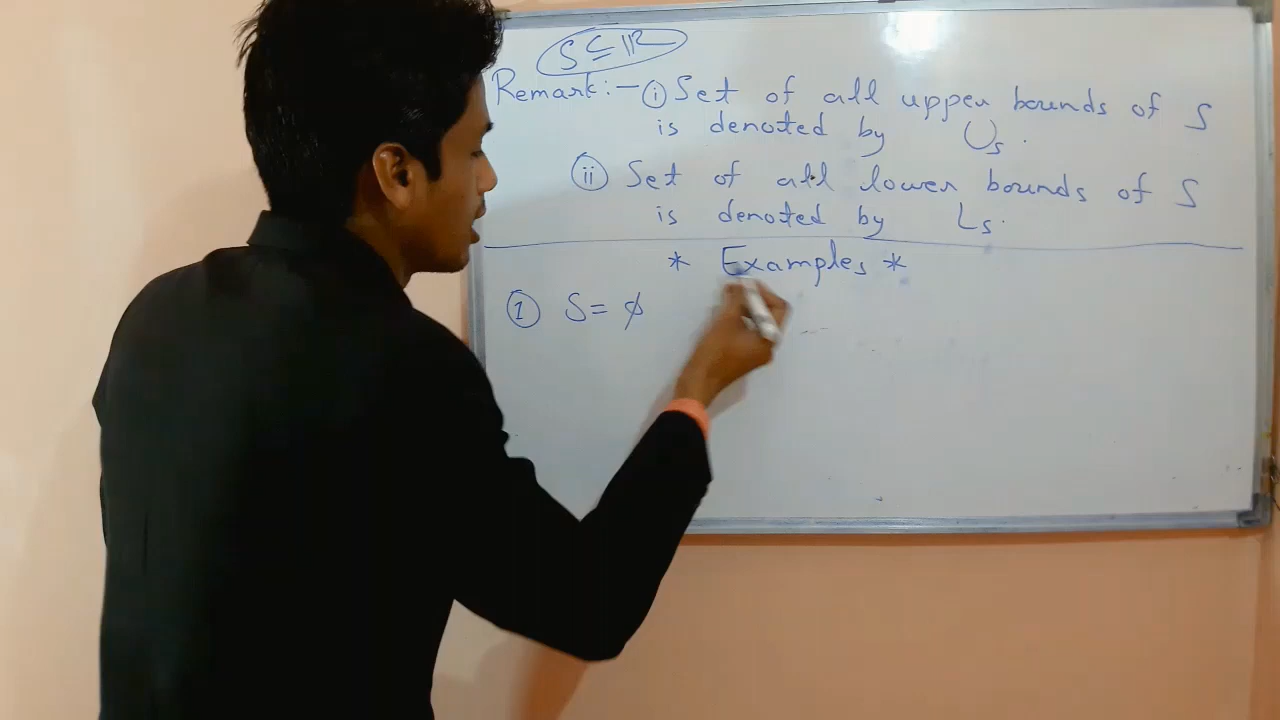 S ⊆ ℝ
Remark:- (i) Set of all upper bounds of S
is denoted by U_s.
(ii) Set of all lower bounds of S
is denoted by L_s.
* Examples *
(1) S = ϕ